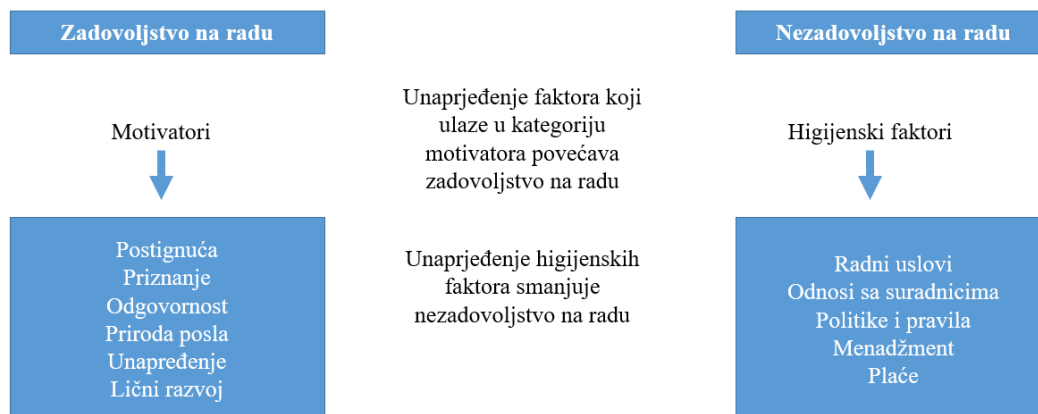 Zadovoljstvo na radu
Nezadovoljstvo na radu
Motivatori
Unaprjeđenje faktora koji
ulaze u kategoriju
motivatora povećava
zadovoljstvo na radu
Higijenski faktori
Postignuća
Priznanje
Odgovornost
Priroda posla
Unapređenje
Lični razvoj
Unaprjeđenje higijenskih
faktora smanjuje
nezadovoljstvo na radu
Radni uslovi
Odnosi sa suradnicima
Politike i pravila
Menadžment
Plaće